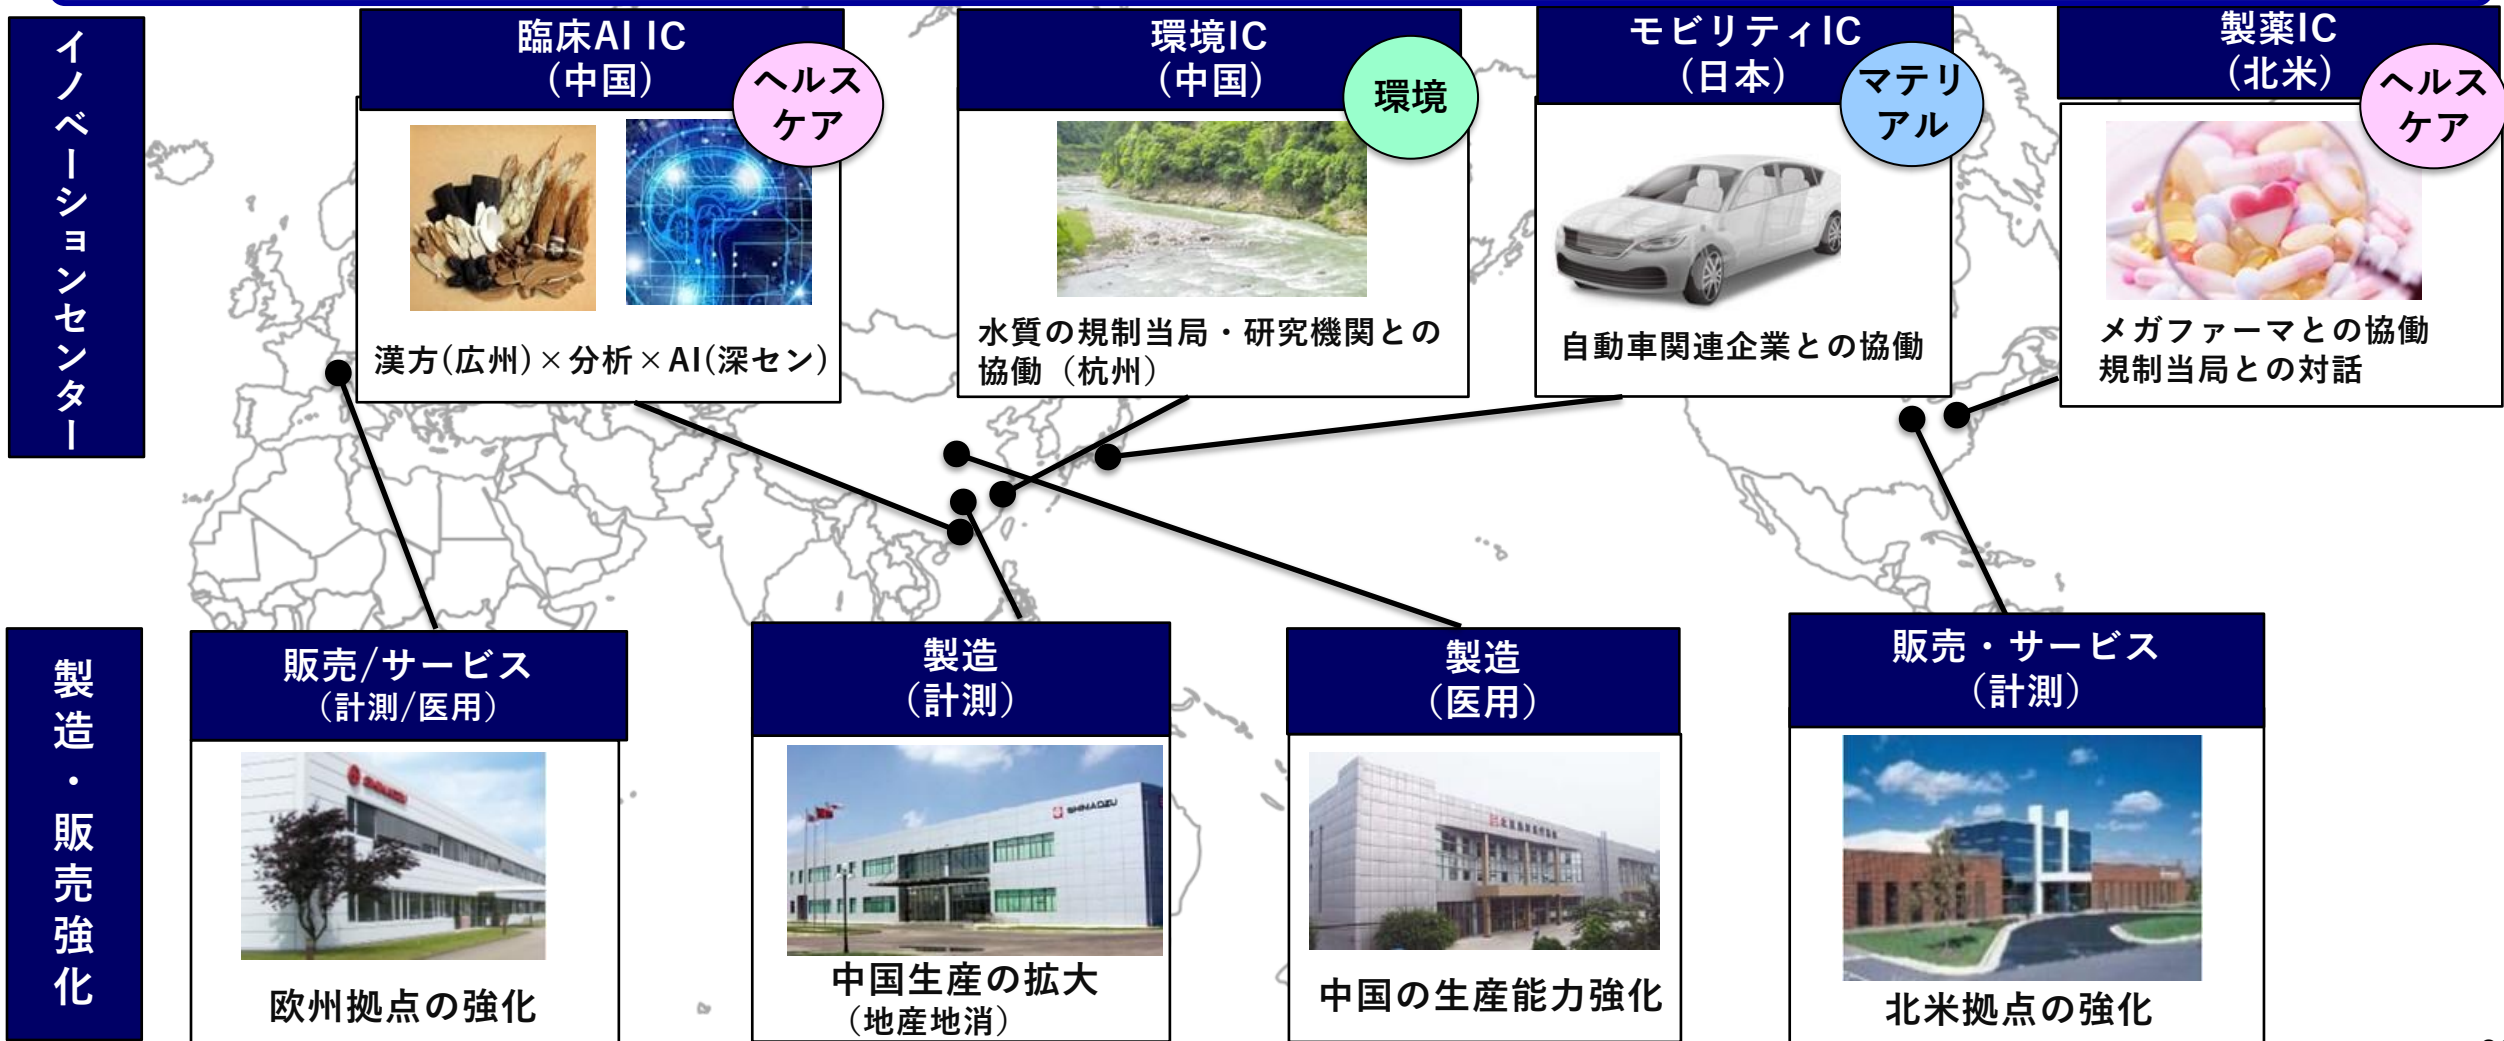 イノベーションセンター
臨床AI IC
(中国)
ヘルス
ケア
漢方(広州)×分析×AI(深セン)
環境IC
(中国)
環境
水質の規制当局・研究機関との
協働（杭州）
モビリティIC
(日本)
マテリ
アル
自動車関連企業との協働
製薬IC
(北米)
ヘルス
ケア
メガファーマとの協働
規制当局との対話
製造・販売強化
販売/サービス
(計測/医用)
SHIMADZU
欧州拠点の強化
製造
(計測)
SHIMADZU
中国生産の拡大
(地産地消)
製造
(医用)
中国の生産能力強化
販売・サービス
(計測)
北米拠点の強化